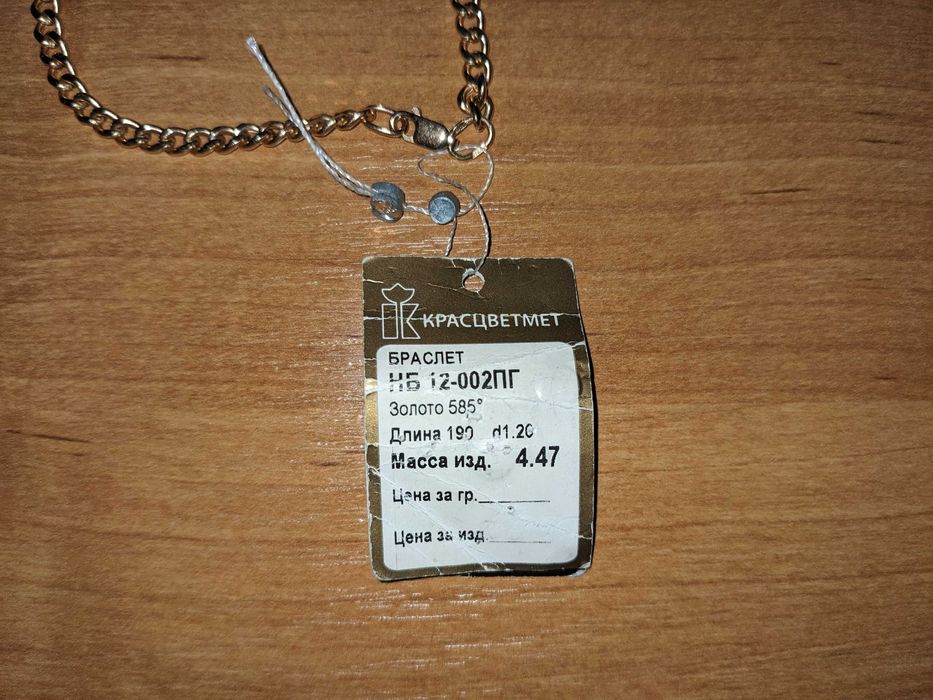 КРАСЦВЕТМЕТ
БРАСЛЕТ
НБ 12-002ПГ
Золото 585°
Длина 190 d1.20
Масса изд. 4.47
Цена за гр.
Цена за изд.